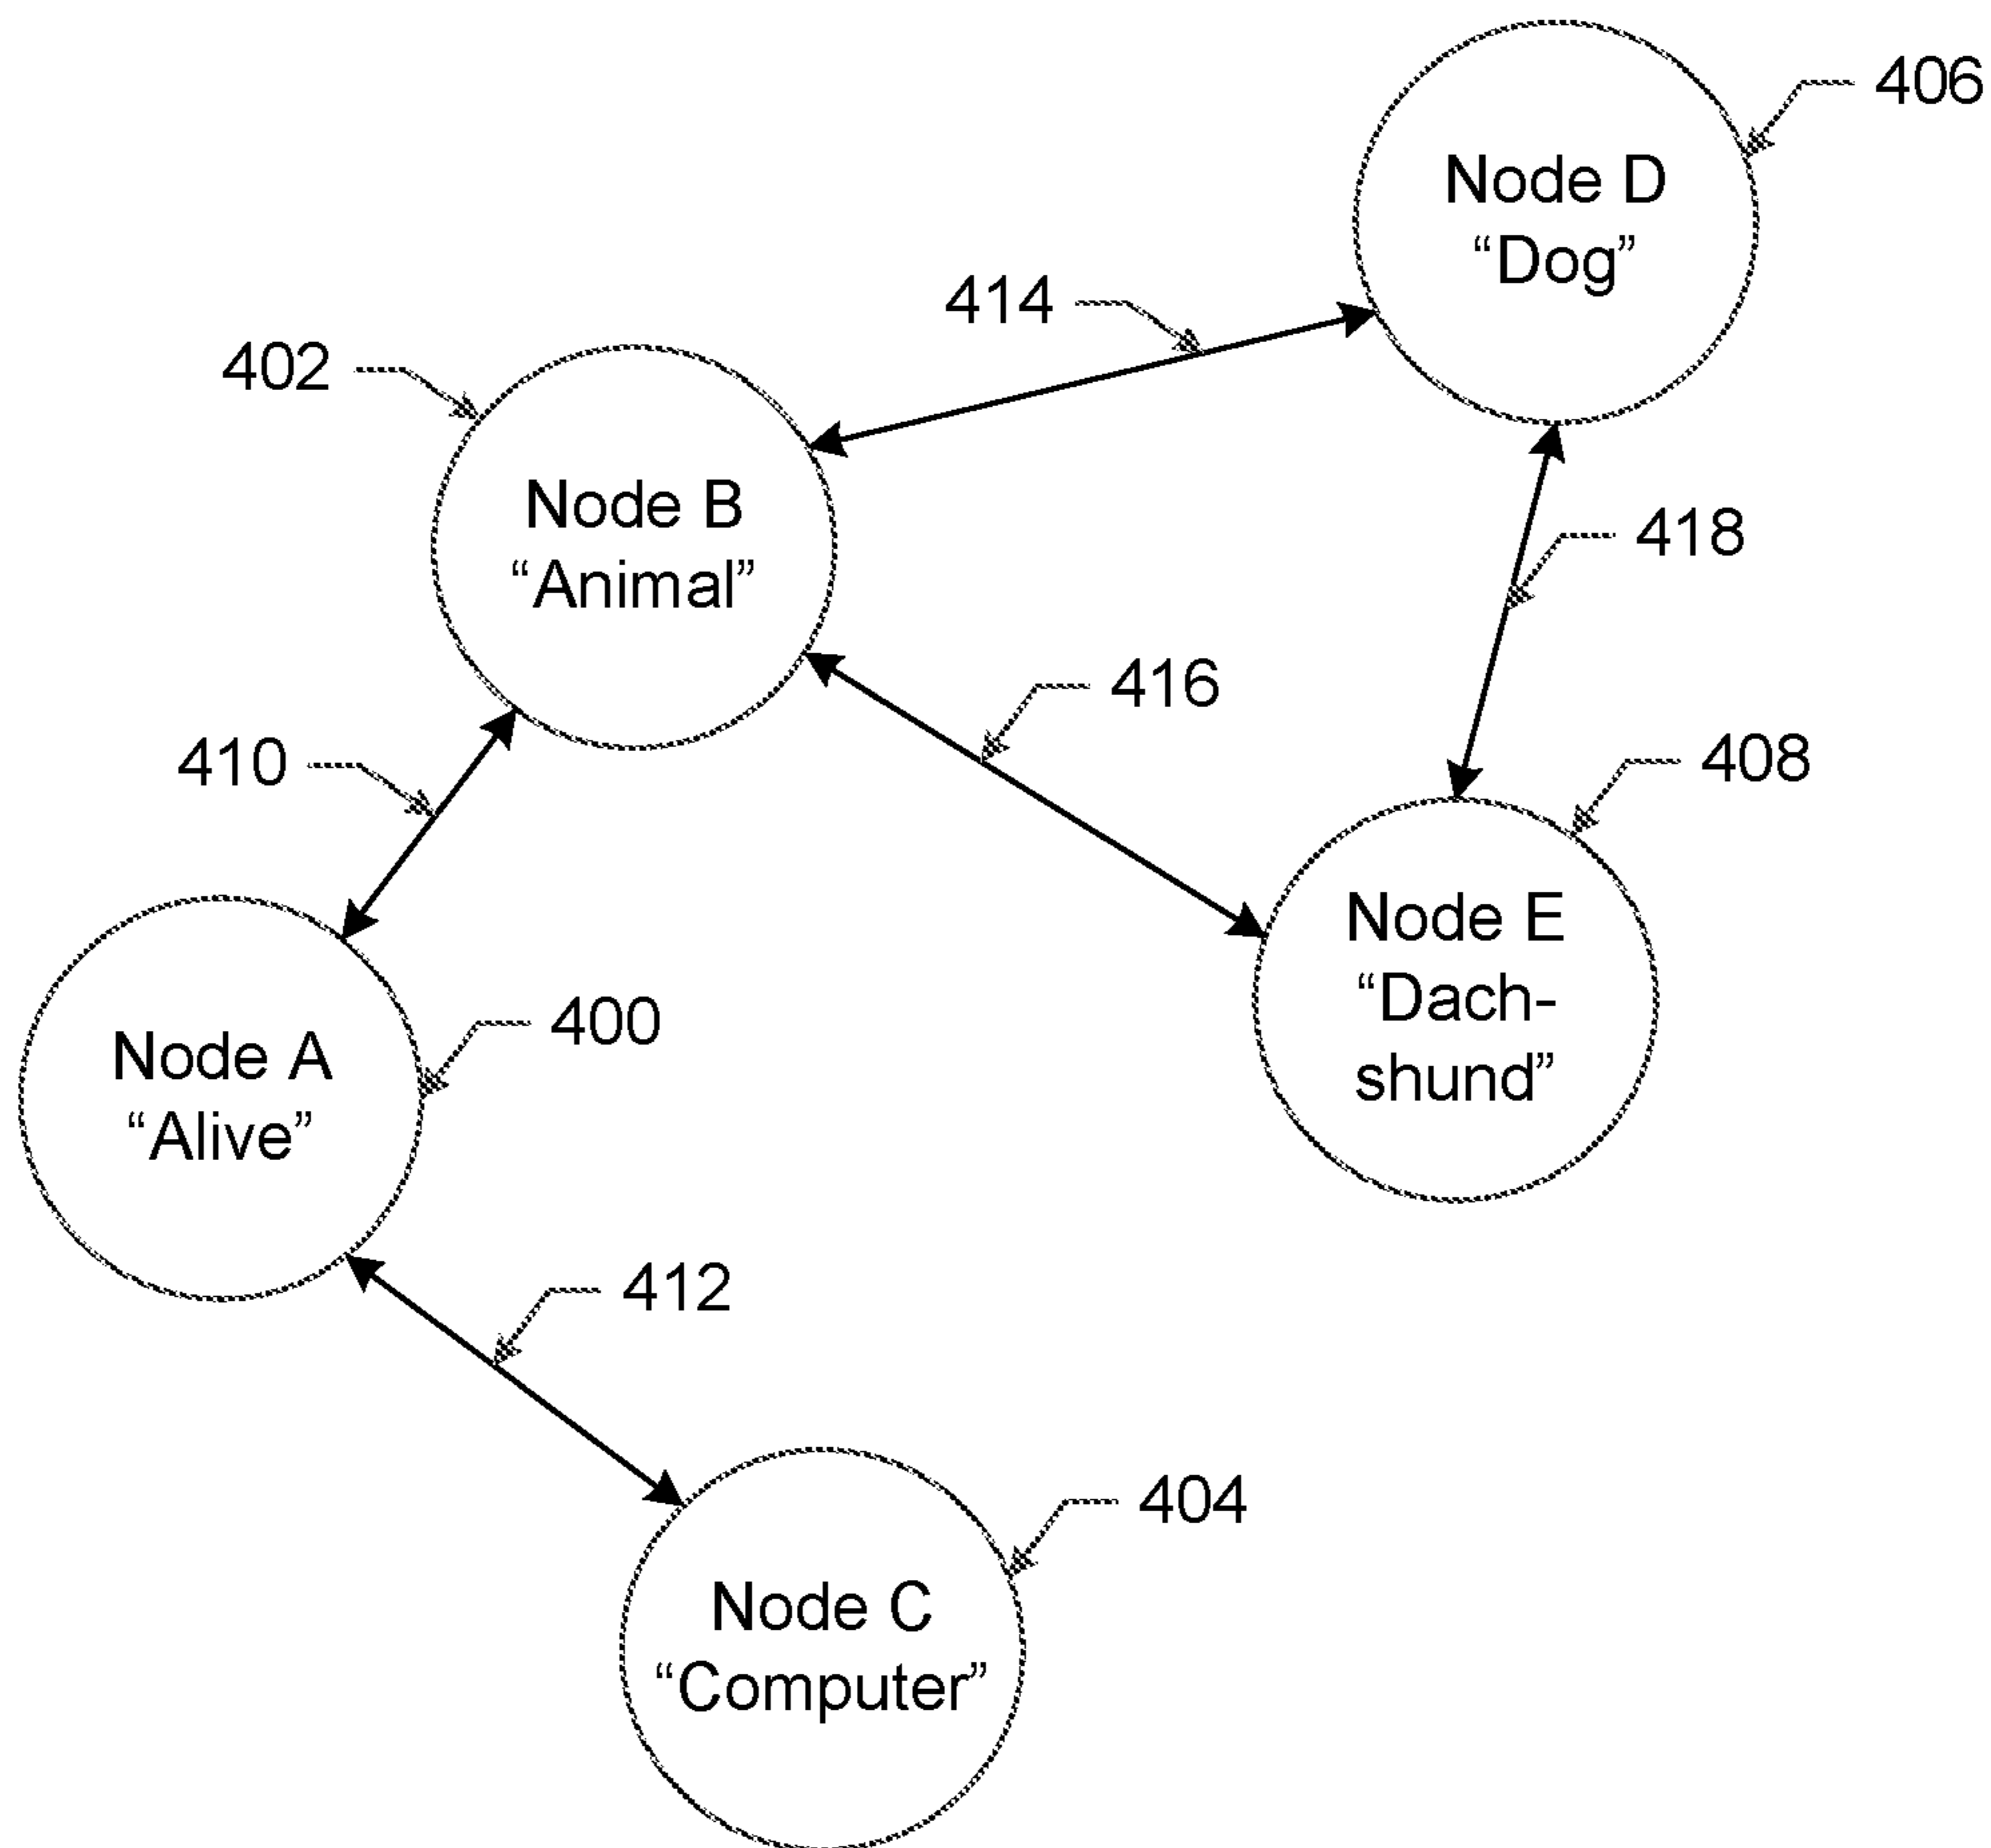 406
Node D
“Dog”
414
402
Node B
“Animal”
418
416
410
408
Node E
“Dach-
shund”
400
Node A
“Alive”
412
404
Node C
“Computer”